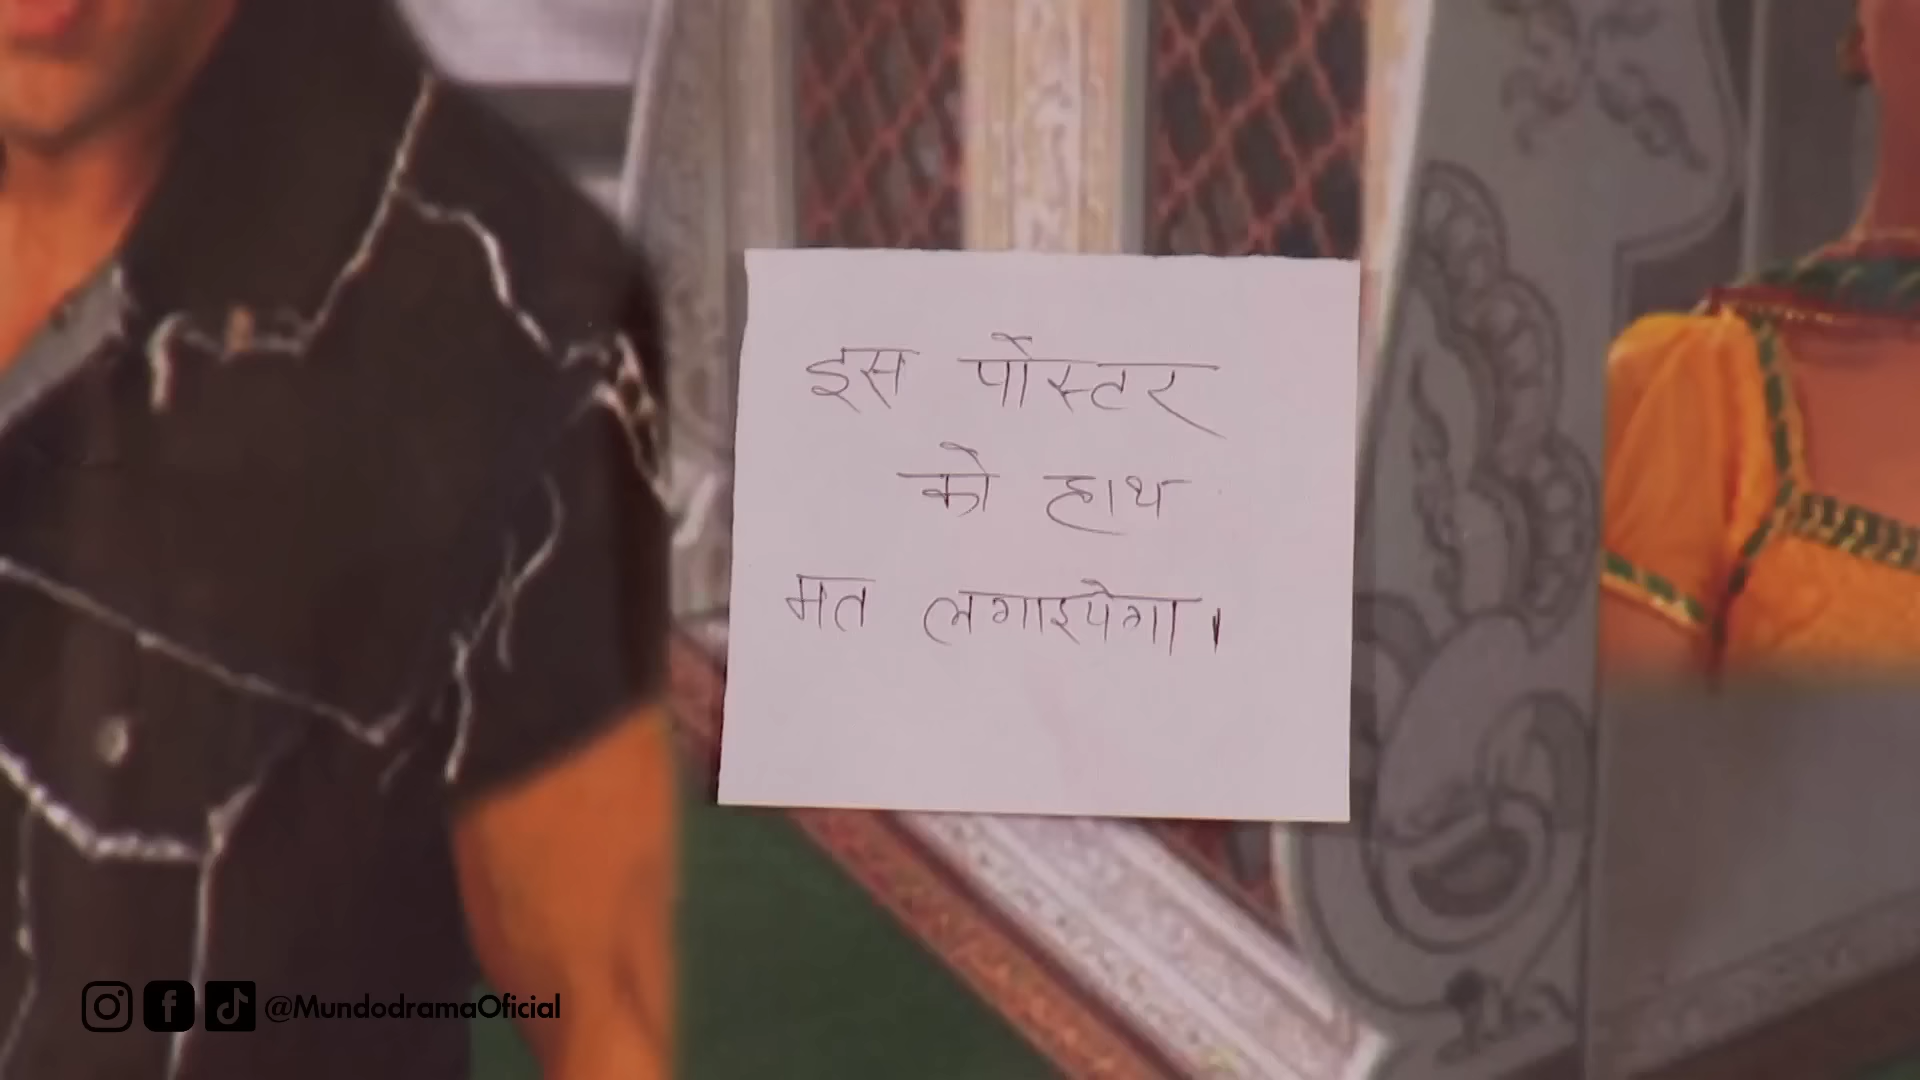 इस पोस्टर
को हाथ
मत लगाइयेगा।
@MundodramaOficial